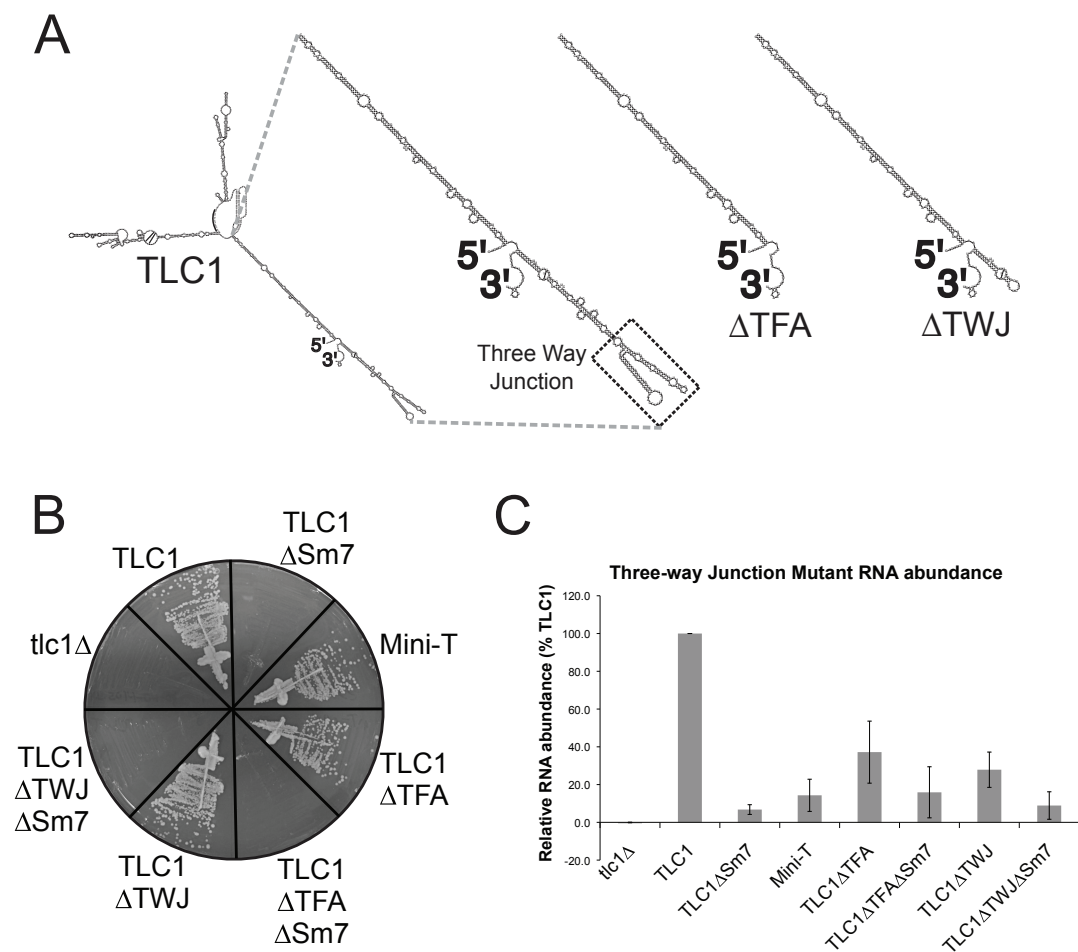 A
TLC1
5'
3'
5'
3'
Three Way
Junction
5'
3'
ΔTFA
5'
3'
ΔTWJ
B
TLC1
TLC1
ΔSm7
tlc1Δ
Mini-T
TLC1
ΔTWJ
ΔSm7
TLC1
ΔTFA
TLC1
ΔTWJ
TLC1
ΔTFA
ΔSm7
C
Three-way Junction Mutant RNA abundance
Relative RNA abundance (% TLC1)
120.0
100.0
80.0
60.0
40.0
20.0
0.0
-20.0
tlc1Δ
TLC1
TLC1ΔSm7
Mini-T
TLC1ΔTFA
TLC1ΔTFAΔSm7
TLC1ΔTWJ
TLC1ΔTWJΔSm7